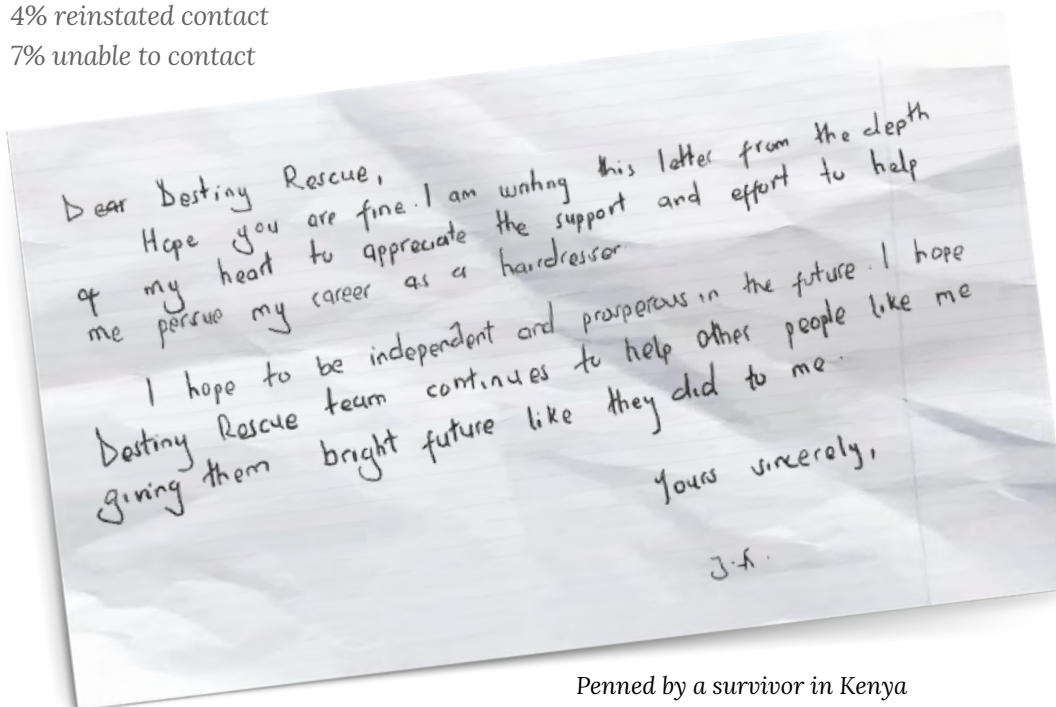 4% reinstated contact
7% unable to contact
Dear Destiny Rescue,
Hope you are fine. I am writing this letter from the depth
of my heart to appreciate the support and effort to help
me persue my career as a hairdresser
I hope to be independent and prosperous in the future. I hope
Destiny Rescue team continues to help other people like me
giving them bright future like they did to me.
Yours sincerely,
J.K.
Penned by a survivor in Kenya